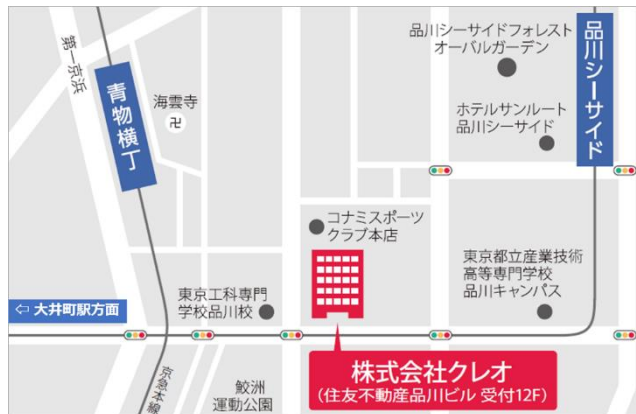 品川シーサイドフォレスト
オーバルガーデン
品川シーサイド
第一京浜
青物横丁
海雲寺
卍
ホテルサンルート
品川シーサイド
コナミスポーツ
クラブ本店
東京都立産業技術
高等専門学校
品川キャンパス
東京工科専門
学校品川校
⇦ 大井町駅方面
株式会社クレオ
(住友不動産品川ビル 受付12F)
京急本線
鮫洲
運動公園